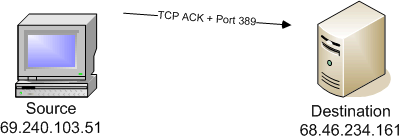 TCP ACK + Port 389
Source
69.240.103.51
Destination
68.46.234.161